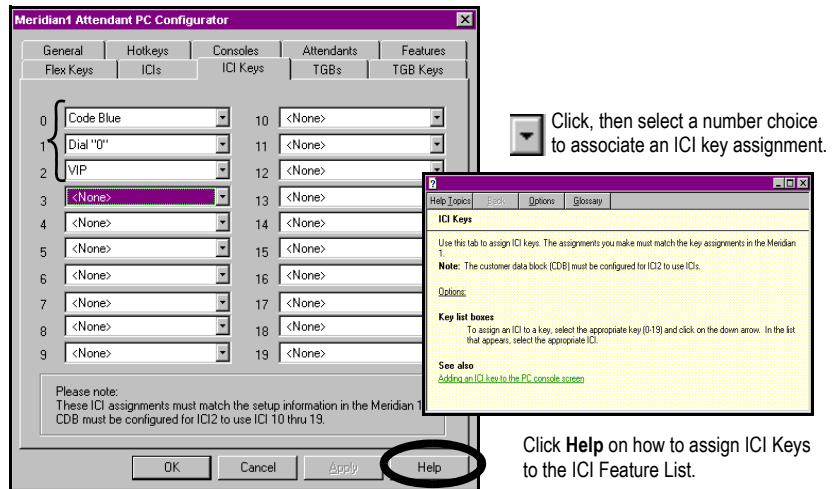 Meridian1 Attendant PC Configurator
General Hotkeys Consoles Attendants Features
Flex Keys ICIs ICI Keys TGBs TGB Keys
0 Code Blue 10 <None>
1 Dial "0" 11 <None>
2 VIP 12 <None>
3 <None> 13 <None>
4 <None> 14 <None>
5 <None> 15 <None>
6 <None> 16 <None>
7 <None> 17 <None>
8 <None> 18 <None>
9 <None> 19 <None>
Please note:
These ICI assignments must match the setup information in the Meridian 1
CDB must be configured for ICI2 to use ICI 10 thru 19.
OK Cancel Apply Help
Click, then select a number choice
to associate an ICI key assignment.
?
Help Topics Back Options Glossary
ICI Keys
Use this tab to assign ICI keys. The assignments you make must match the key assignments in the Meridian
1.
Note: The customer data block (CDB) must be configured for ICI2 to use ICIs.
Options:
Key list boxes
To assign an ICI to a key, select the appropriate key (0-19) and click on the down arrow. In the list
that appears, select the appropriate ICI.
See also
Adding an ICI key to the PC console screen
Click Help on how to assign ICI Keys
to the ICI Feature List.